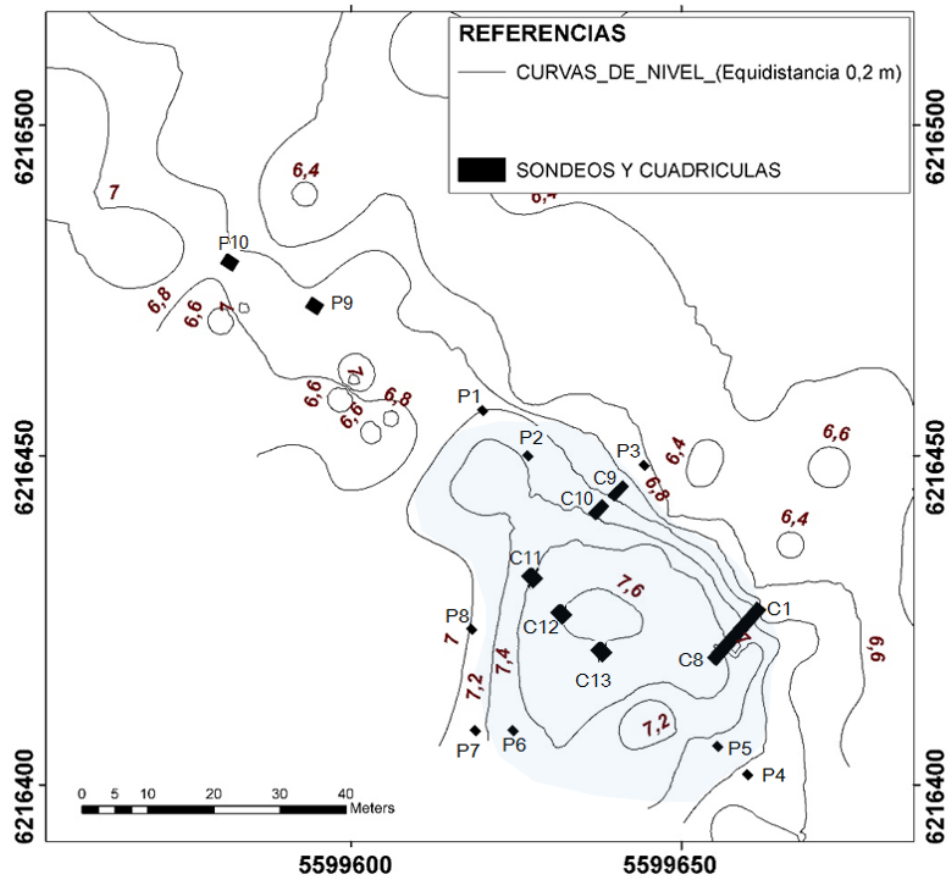 REFERENCIAS
CURVAS_DE_NIVEL_(Equidistancia 0,2 m)
SONDEOS Y CUADRICULAS
6216500
6216500
6,4
6,4
7
P10
6,8
6,6
7
P9
7
6,6
6,6
6,8
P1
P2
P3
6,4
6,6
6216450
6216450
C9
6,8
C10
6,4
C11
7,6
C1
C12
P8
7
7
C8
6,6
7,4
C13
7,2
7,2
P7
P6
P5
P4
6216400
6216400
0 5 10 20 30 40
Meters
5599600
5599650